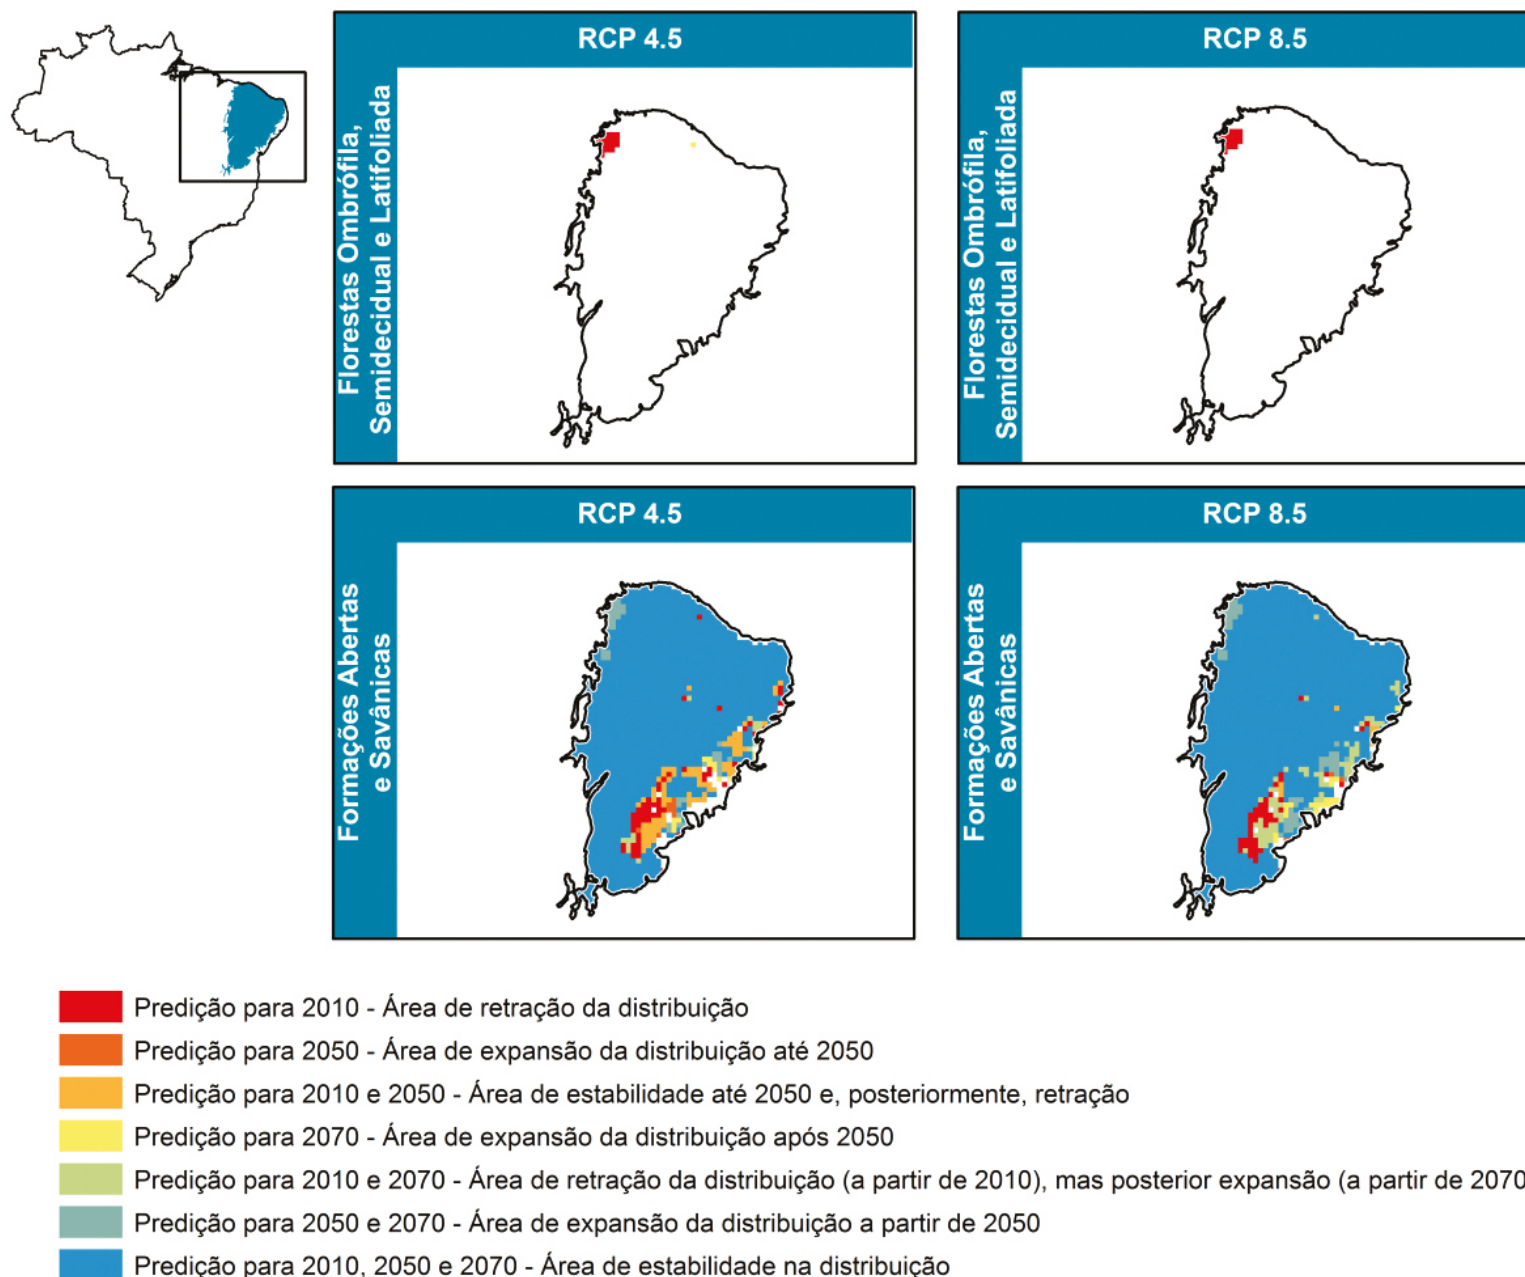 RCP 4.5
Florestas Ombrófila,
Semidecidual e Latifoliada
RCP 8.5
Florestas Ombrófila,
Semidecidual e Latifoliada
RCP 4.5
Formações Abertas
e Savânicas
RCP 8.5
Formações Abertas
e Savânicas
Predição para 2010 - Área de retração da distribuição
Predição para 2050 - Área de expansão da distribuição até 2050
Predição para 2010 e 2050 - Área de estabilidade até 2050 e, posteriormente, retração
Predição para 2070 - Área de expansão da distribuição após 2050
Predição para 2010 e 2070 - Área de retração da distribuição (a partir de 2010), mas posterior expansão (a partir de 2070
Predição para 2050 e 2070 - Área de expansão da distribuição a partir de 2050
Predição para 2010, 2050 e 2070 - Área de estabilidade na distribuição